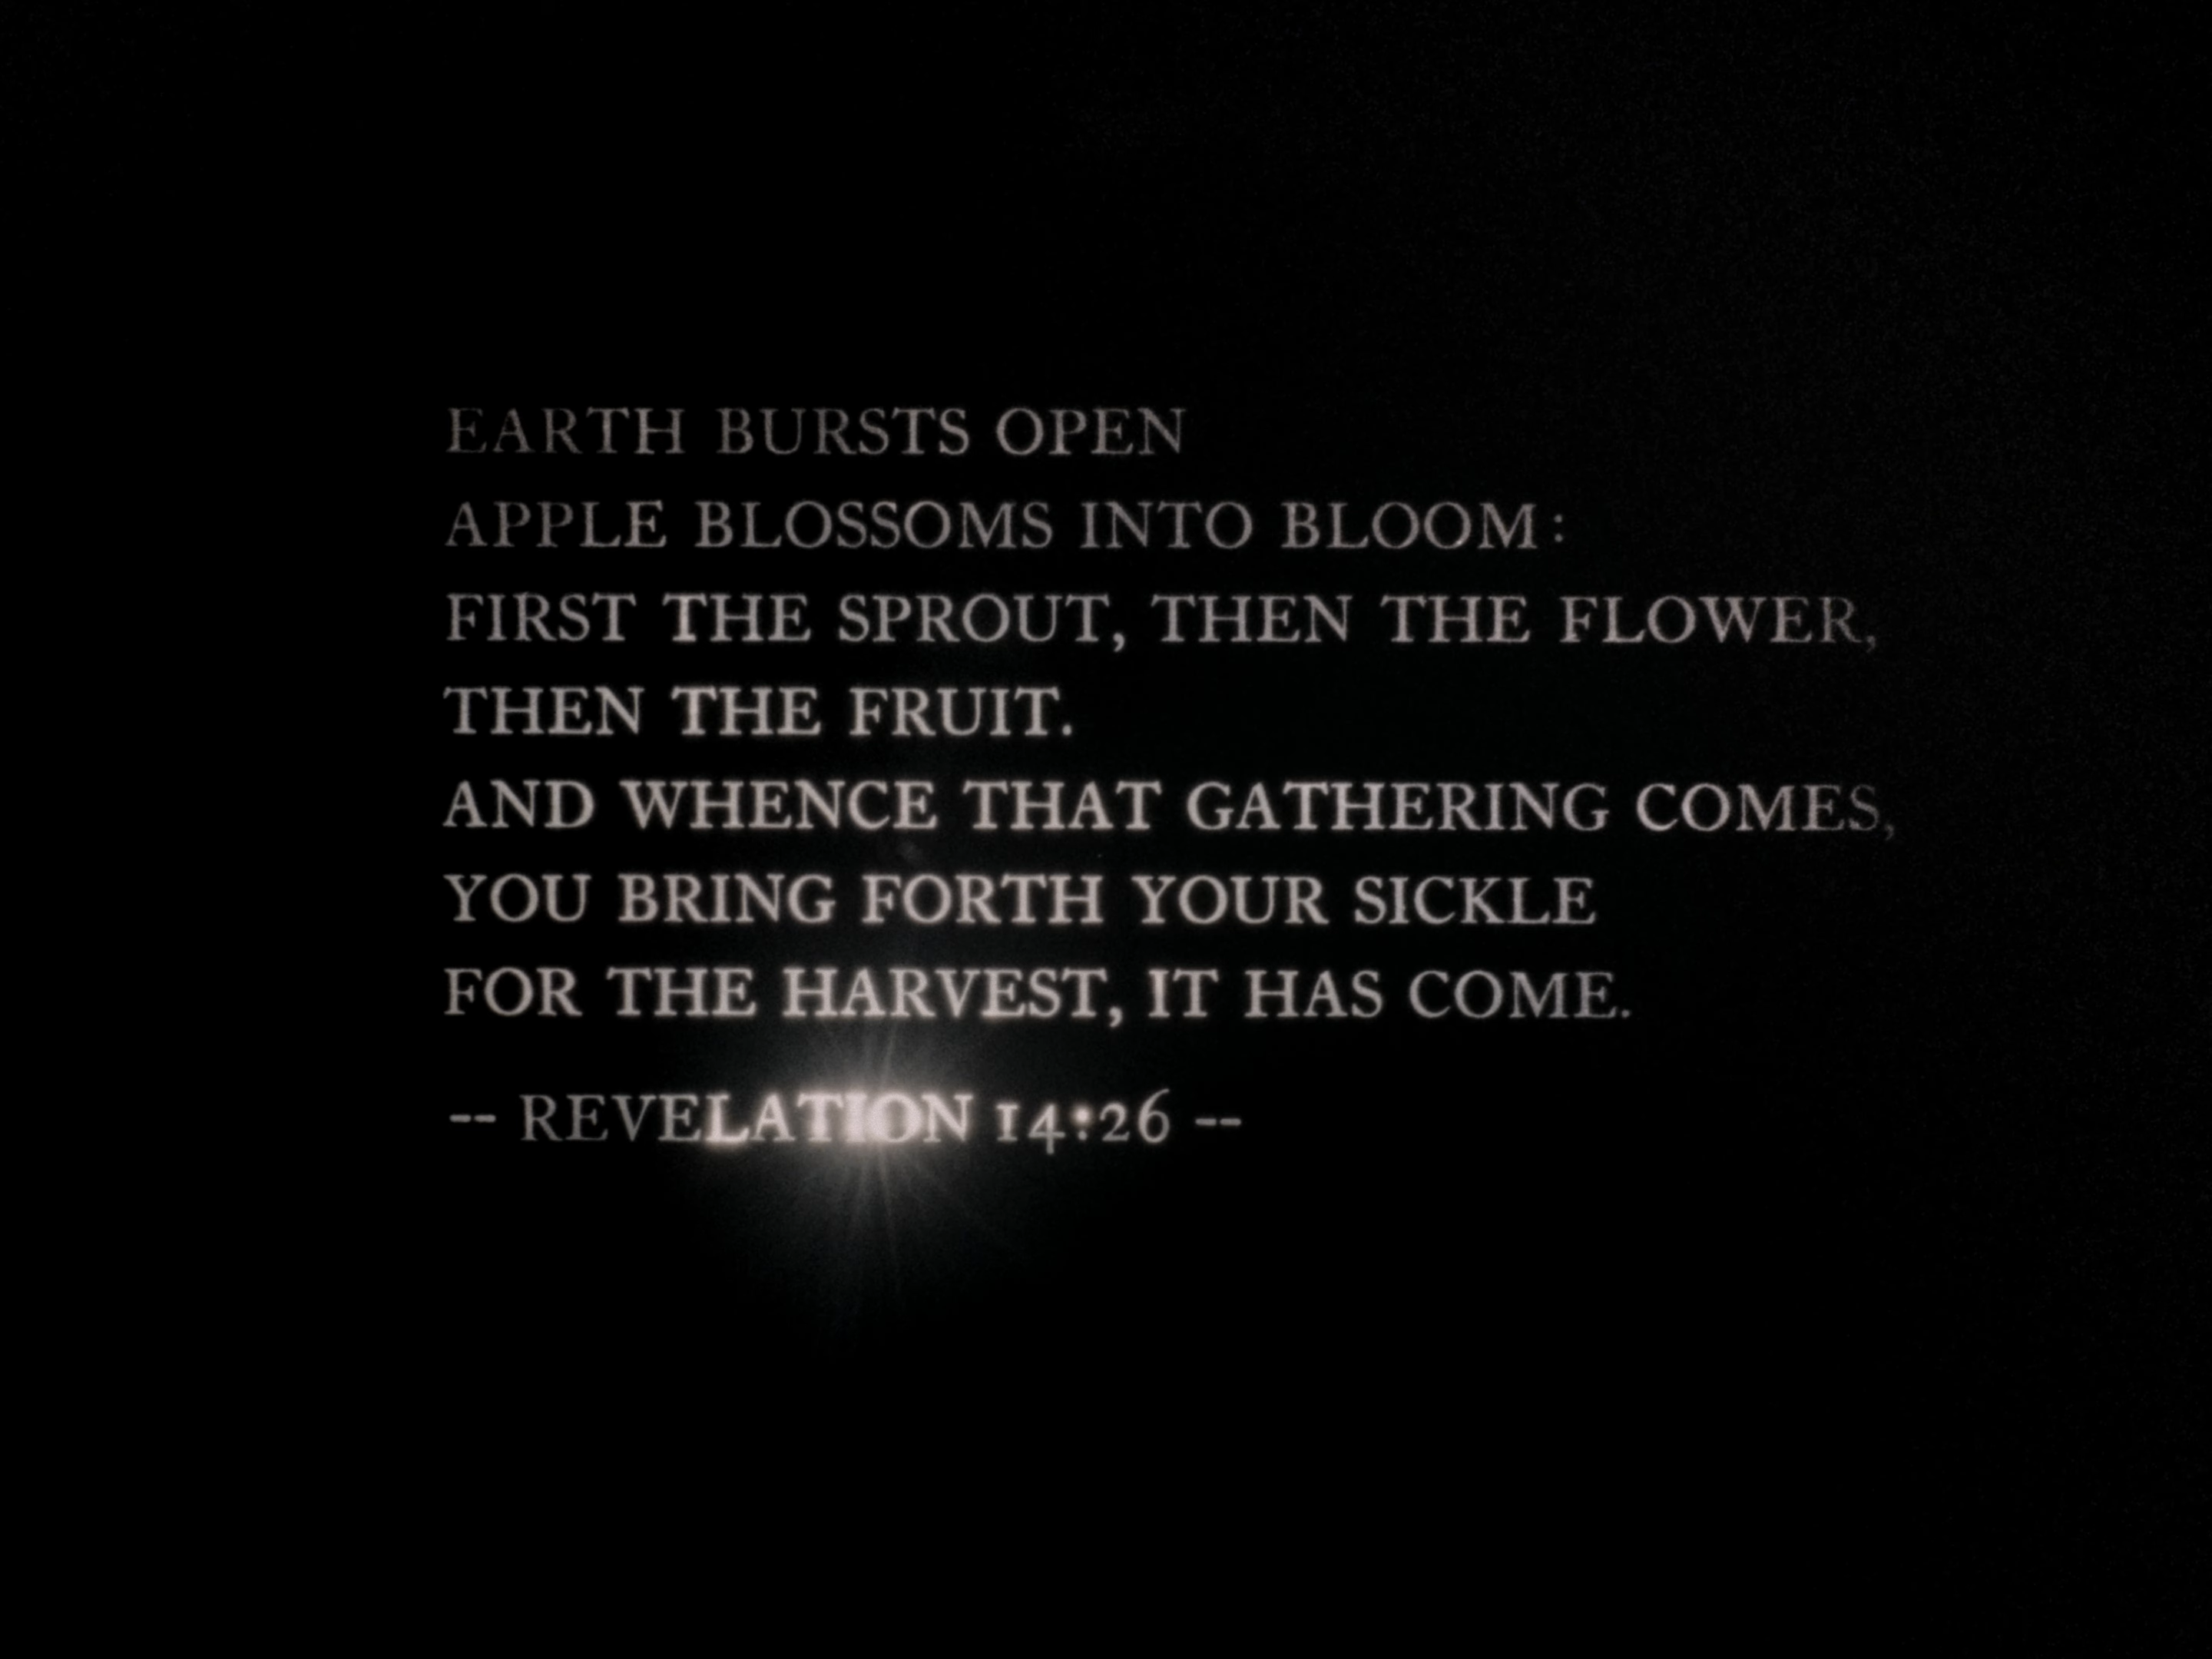 EARTH BURSTS OPEN
APPLE BLOSSOMS INTO BLOOM:
FIRST THE SPROUT, THEN THE FLOWER,
THEN THE FRUIT.
AND WHENCE THAT GATHERING COMES,
YOU BRING FORTH YOUR SICKLE
FOR THE HARVEST, IT HAS COME.
-- REVELATION 14:26 --